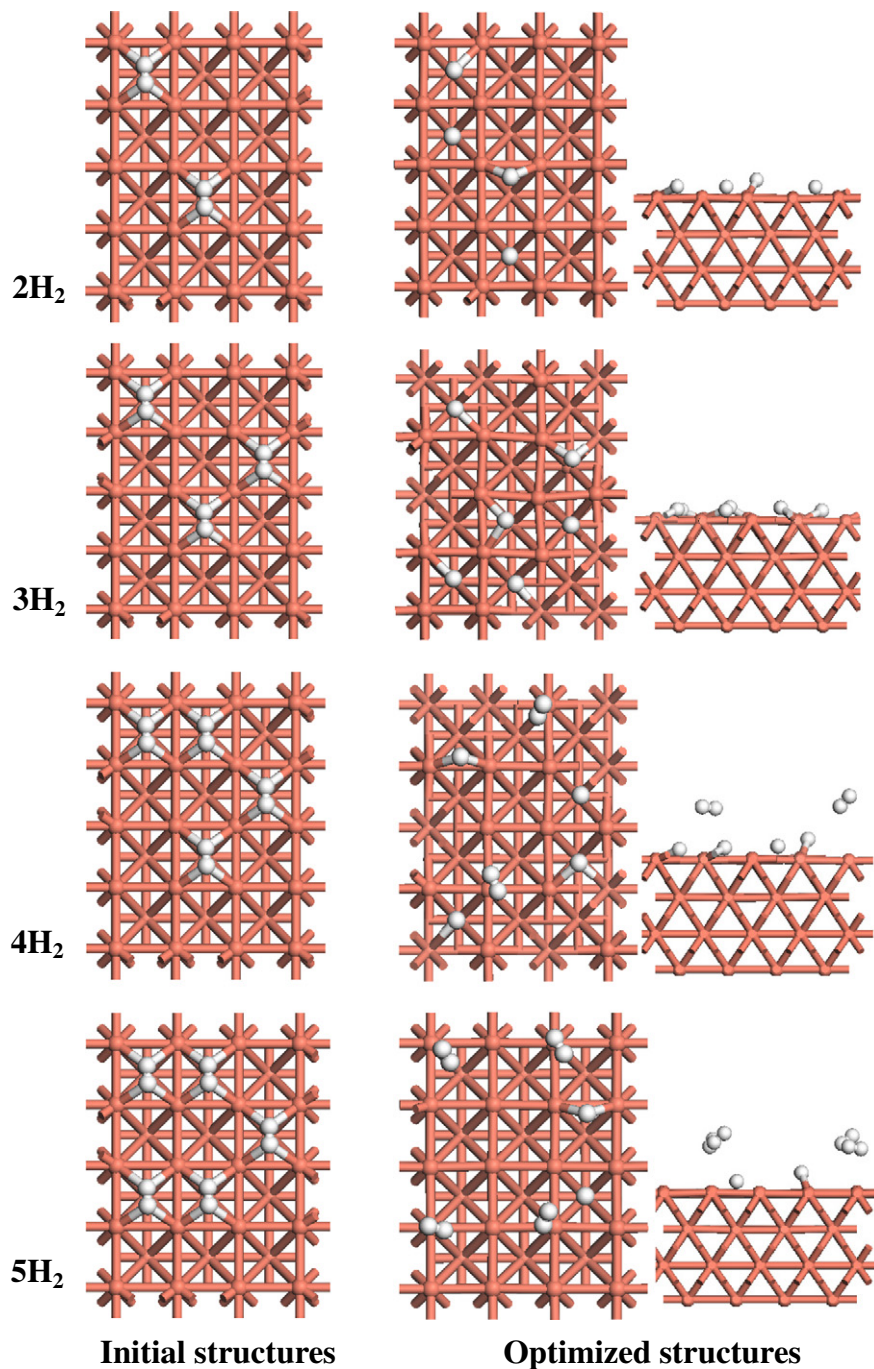 2H₂
3H₂
4H₂
5H₂
Initial structures Optimized structures